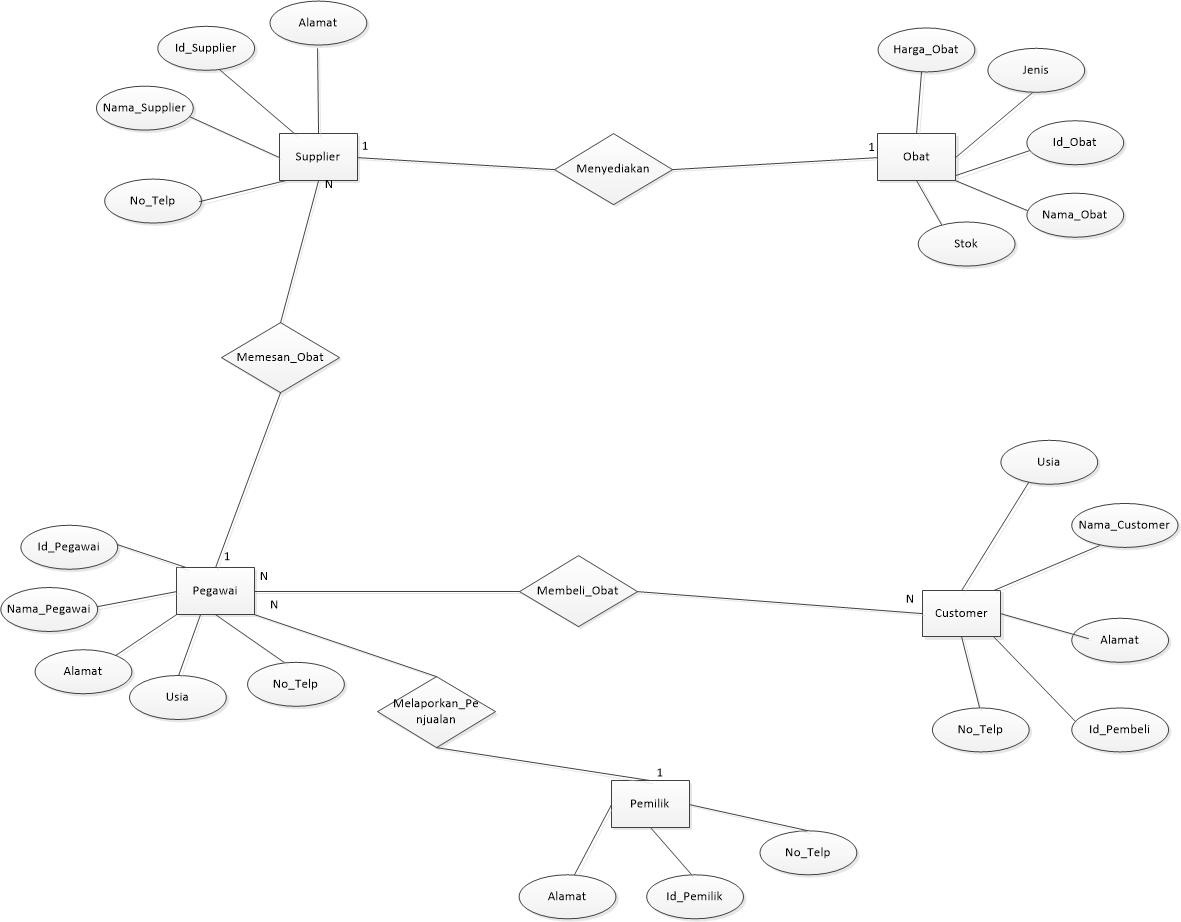 Alamat
Id_Supplier
Harga_Obat
Jenis
Nama_Supplier
Id_Obat
1
1
Supplier
Menyediakan
Obat
N
No_Telp
Nama_Obat
Stok
Memesan_Obat
Usia
Nama_Customer
Id_Pegawai
1
N
Pegawai
Membeli_Obat
N
N
Nama_Pegawai
Customer
Alamat
Alamat
Usia
No_Telp
Melaporkan_Pe
njualan
No_Telp
Id_Pembeli
1
Pemilik
No_Telp
Alamat
Id_Pemilik